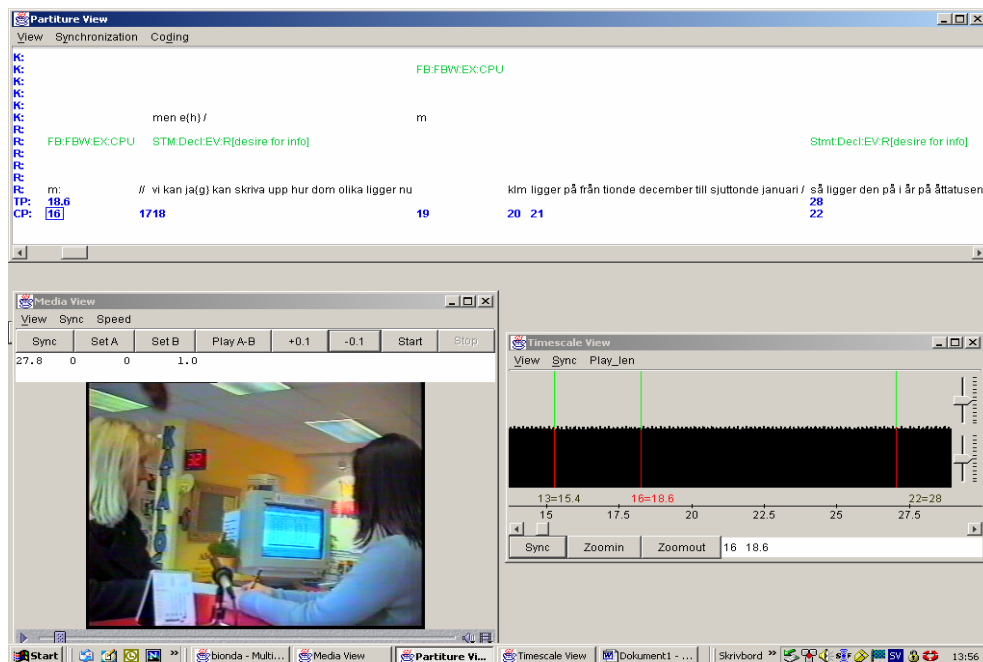 Partiture View
View Synchronization Coding
K:
K: FB:FBW:EX:CPU
K:
K:
K:
K: men e{h} / m
R:
R: FB:FBW:EX:CPU STM:Decl:EV:R[desire for info] Stmt:Decl:EV:R[desire for info]
R:
R:
R:
R: m: // vi kan ja{g} kan skriva upp hur dom olika ligger nu klm ligger på från tionde december till sjuttonde januari / så ligger den på i år på åttatusen
TP: 18.6 28
CP: 16 17 18 19 20 21 22
Media View
View Sync Speed
Sync Set A Set B Play A-B +0.1 -0.1 Start Stop
27.8 0 0 1.0
32
Timescale View
View Sync Play_len
13=15.4 16=18.6 22=28
15 17.5 20 22.5 25 27.5
Sync Zoomin Zoomout 16 18.6
Start » bionda - Multi... Media View Partiture Vi... Timescale View Dokument1 - ... Skrivbord » SV 13:56